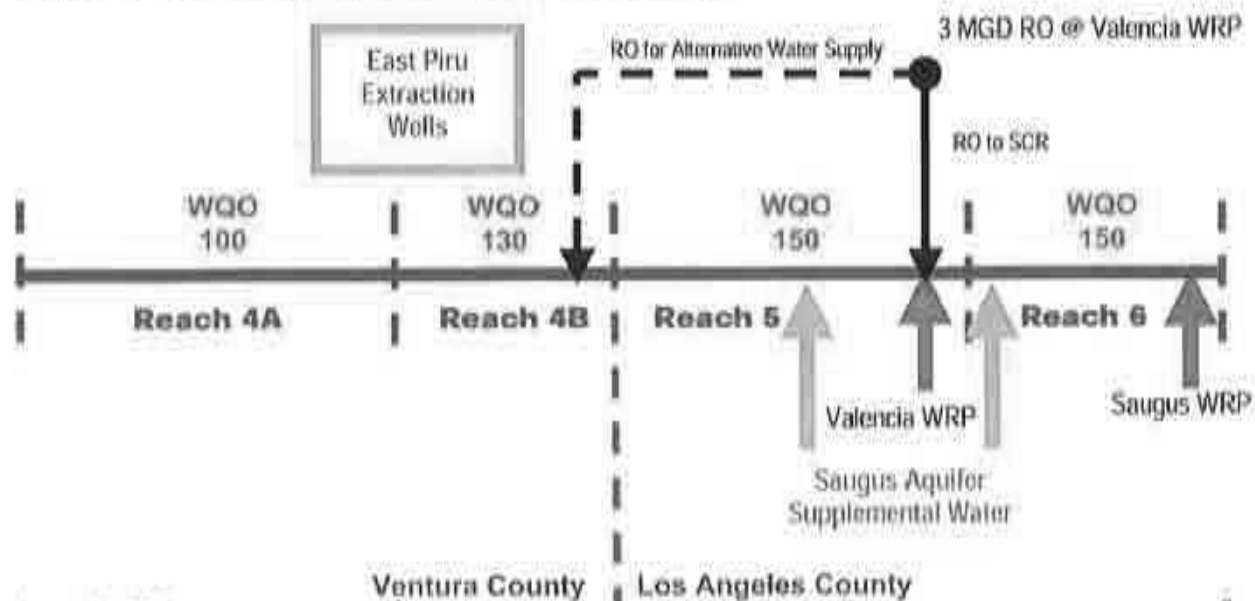 3 MGD RO @ Valencia WRP
RO for Alternative Water Supply
East Piru
Extraction
Wells
RO to SCR
WQO
100
WQO
130
WQO
150
WQO
150
Reach 4A
Reach 4B
Reach 5
Reach 6
Valencia WRP
Saugus WRP
Saugus Aquifer
Supplemental Water
Ventura County
Los Angeles County